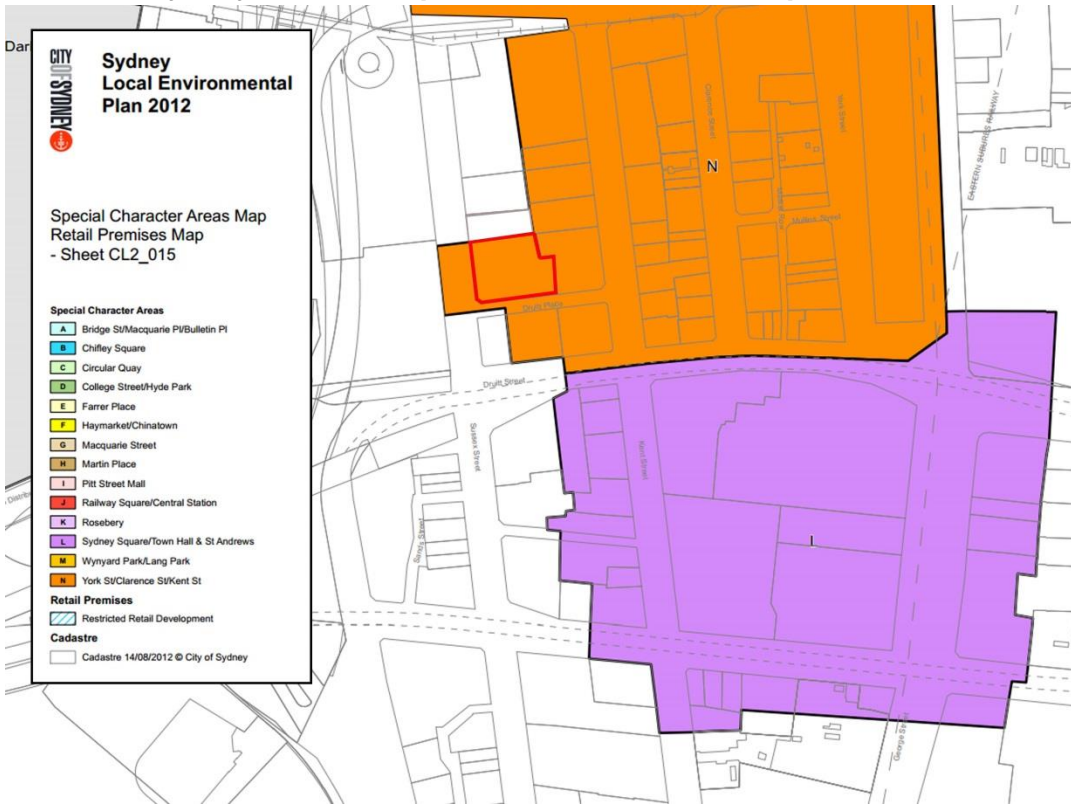 Dar
CITY
OF SYDNEY
Sydney
Local Environmental
Plan 2012
Special Character Areas Map
Retail Premises Map
- Sheet CL2_015
Special Character Areas
A Bridge St/Macquarie Pl/Bulletin Pl
B Chifley Square
C Circular Quay
D College Street/Hyde Park
E Farrer Place
F Haymarket/Chinatown
G Macquarie Street
H Martin Place
I Pitt Street Mall
J Railway Square/Central Station
K Rosebery
L Sydney Square/Town Hall & St Andrews
M Wynyard Park/Lang Park
N York St/Clarence St/Kent St
Retail Premises
Restricted Retail Development
Cadastre
Cadastre 14/08/2012 © City of Sydney
Clarence Street
York Street
EASTERN SUBURBS RAILWAY
N
Mullins Street
Druitt Place
Druitt Street
Sussex Street
Kent Street
Sands Street
L
George Street